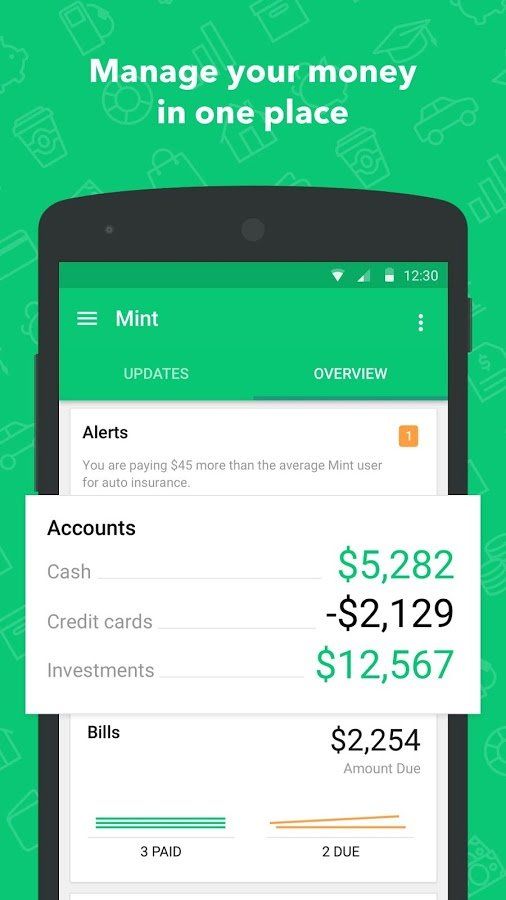 Manage your money
in one place
12:30
Mint
UPDATES OVERVIEW
Alerts 1
You are paying $45 more than the average Mint user
for auto insurance.
Accounts
Cash $5,282
Credit cards -$2,129
Investments $12,567
Bills $2,254
Amount Due
3 PAID 2 DUE